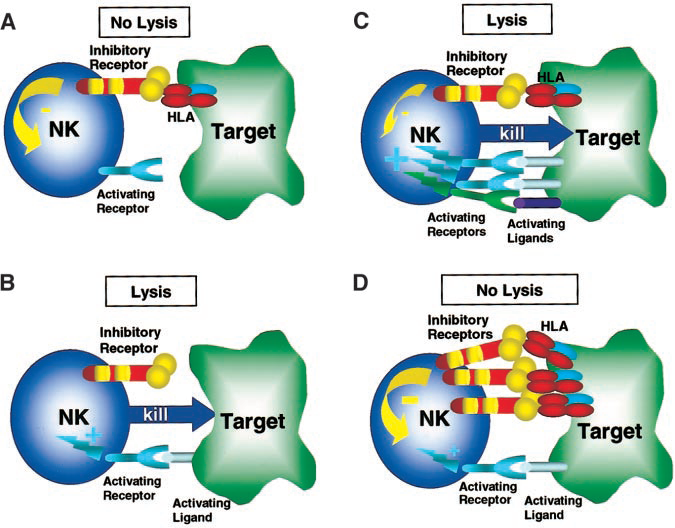 A
No Lysis
Inhibitory
Receptor
-
NK
HLA
Target
Activating
Receptor
B
Lysis
Inhibitory
Receptor
NK
kill
Target
+
Activating
Receptor
Activating
Ligand
C
Lysis
Inhibitory
Receptor
HLA
-
NK
kill
Target
+
Activating
Receptors
Activating
Ligands
D
No Lysis
Inhibitory
Receptors
HLA
-
NK
Target
+
Activating
Receptor
Activating
Ligand